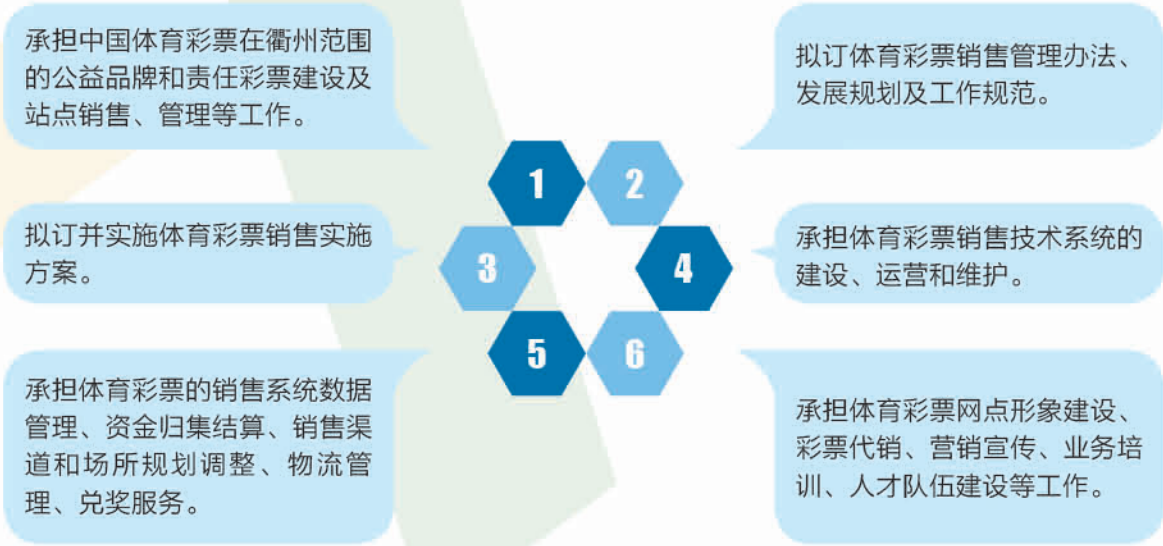 承担中国体育彩票在衢州范围
的公益品牌和责任彩票建设及
站点销售、管理等工作。
拟订体育彩票销售管理办法、
发展规划及工作规范。
1
2
拟订并实施体育彩票销售实施
方案。
3
4
承担体育彩票销售技术系统的
建设、运营和维护。
5
6
承担体育彩票的销售系统数据
管理、资金归集结算、销售渠
道和场所规划调整、物流管
理、兑奖服务。
承担体育彩票网点形象建设、
彩票代销、营销宣传、业务培
训、人才队伍建设等工作。